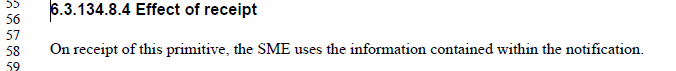 55
56 6.3.134.8.4 Effect of receipt
57
58 On receipt of this primitive, the SME uses the information contained within the notification.
59